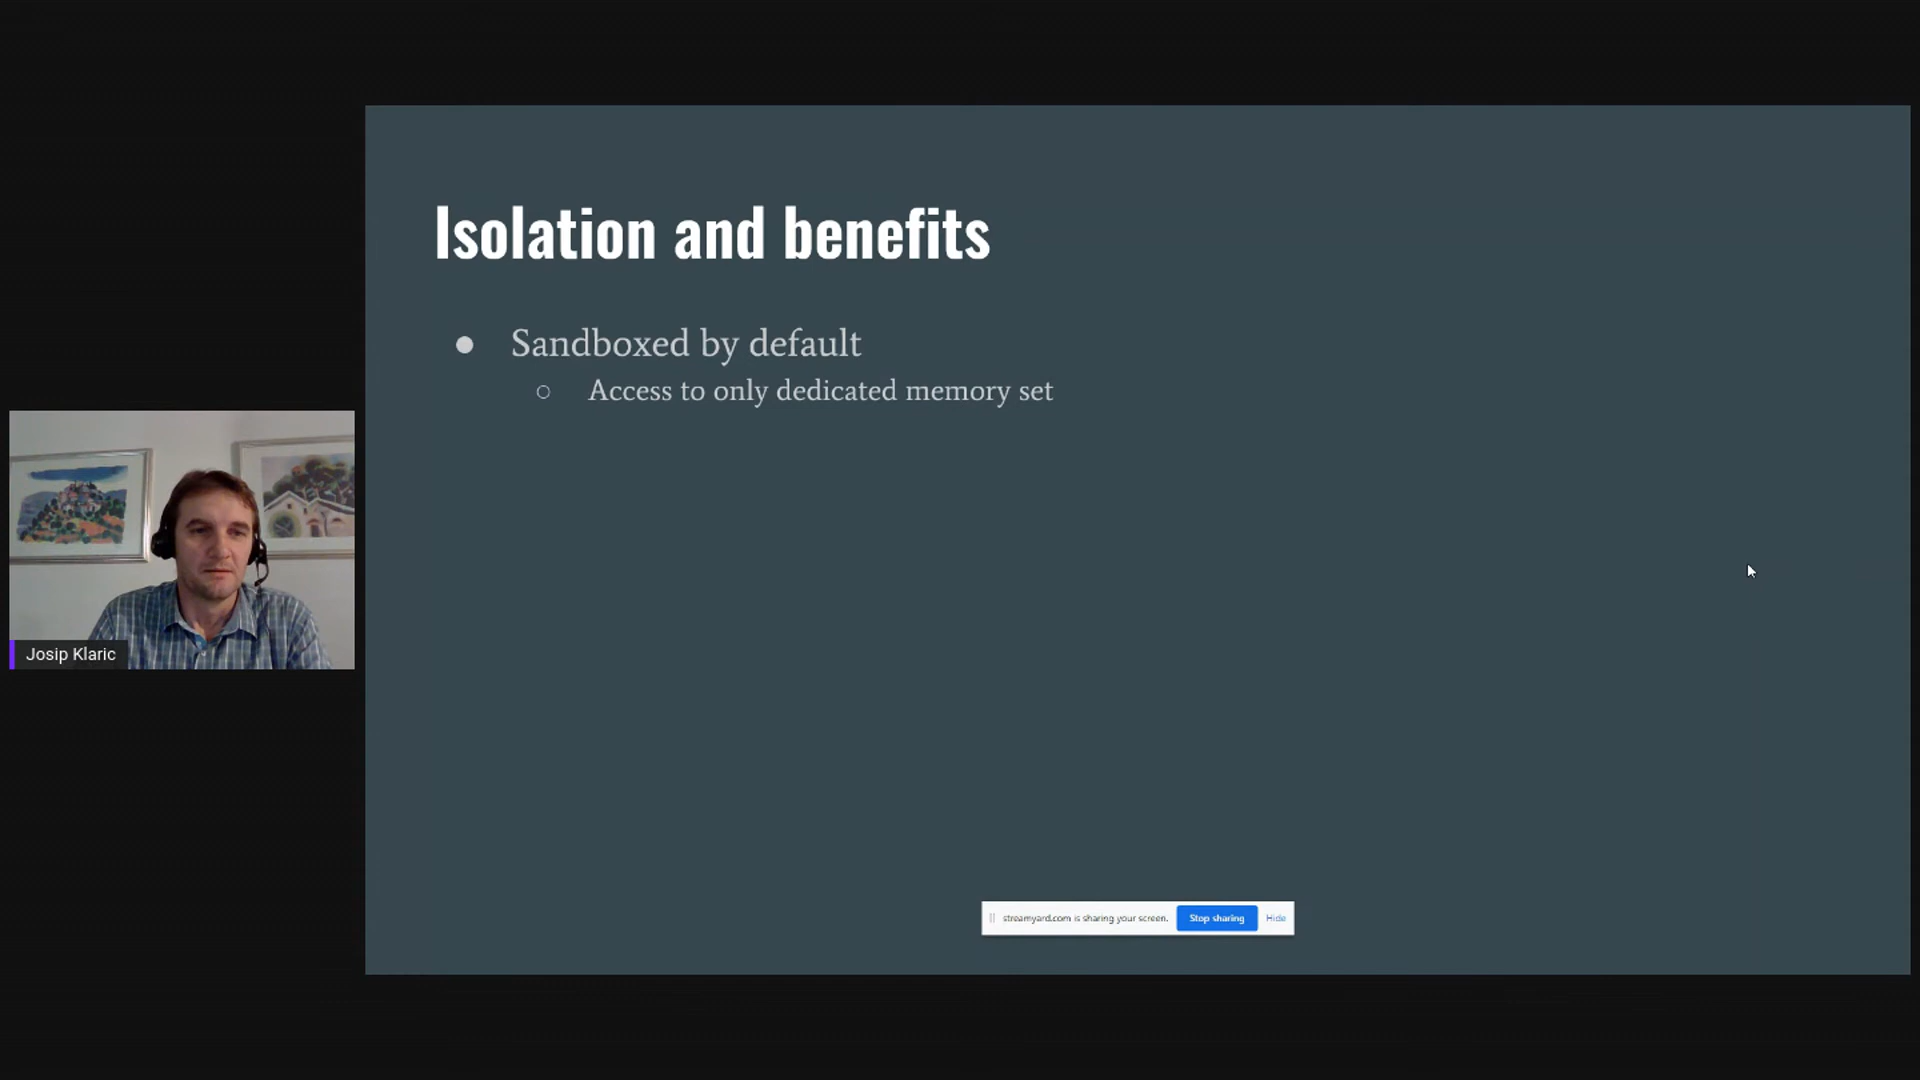 Isolation and benefits
● Sandboxed by default
○ Access to only dedicated memory set
Josip Klaric
streamyard.com is sharing your screen. Stop sharing Hide